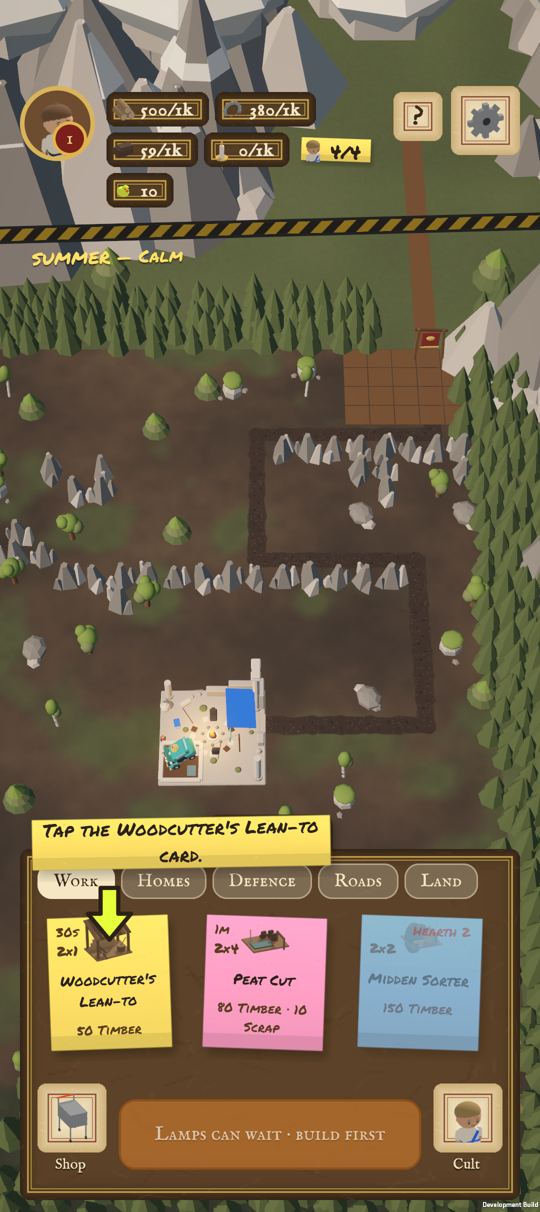 1
500/1k
380/1k
59/1k
0/1k
4/4
10
?
Summer — Calm
Tap the Woodcutter's Lean-to
card.
Work
Homes
Defence
Roads
Land
30s
2x1
Woodcutter's
Lean-to
50 Timber
1m
2x4
Peat Cut
80 Timber · 10
Scrap
Hearth 2
2x2
Midden Sorter
150 Timber
Shop
Lamps can wait · build first
Cult
Development Build